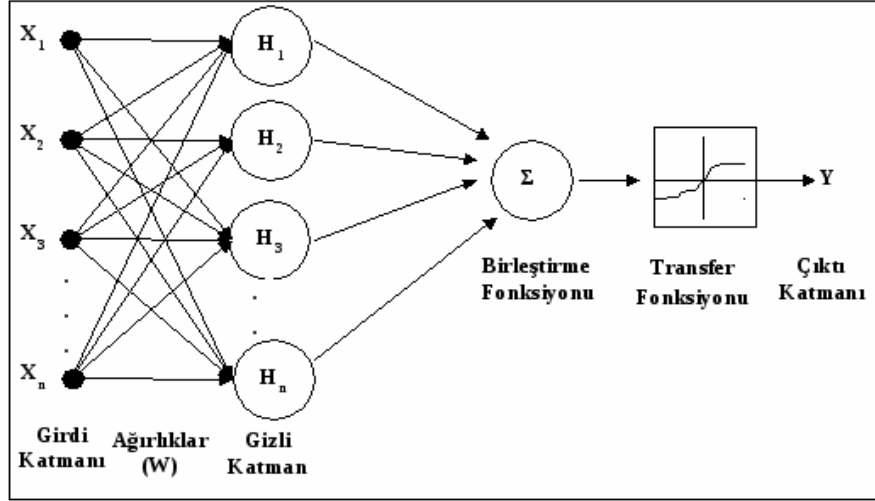 X1
H1
X2
H2
Σ
Y
X3
H3
Birleştirme
Fonksiyonu
Transfer
Fonksiyonu
Çıktı
Katmanı
Xn
Hn
Girdi
Katmanı
Ağırlıklar
(W)
Gizli
Katman